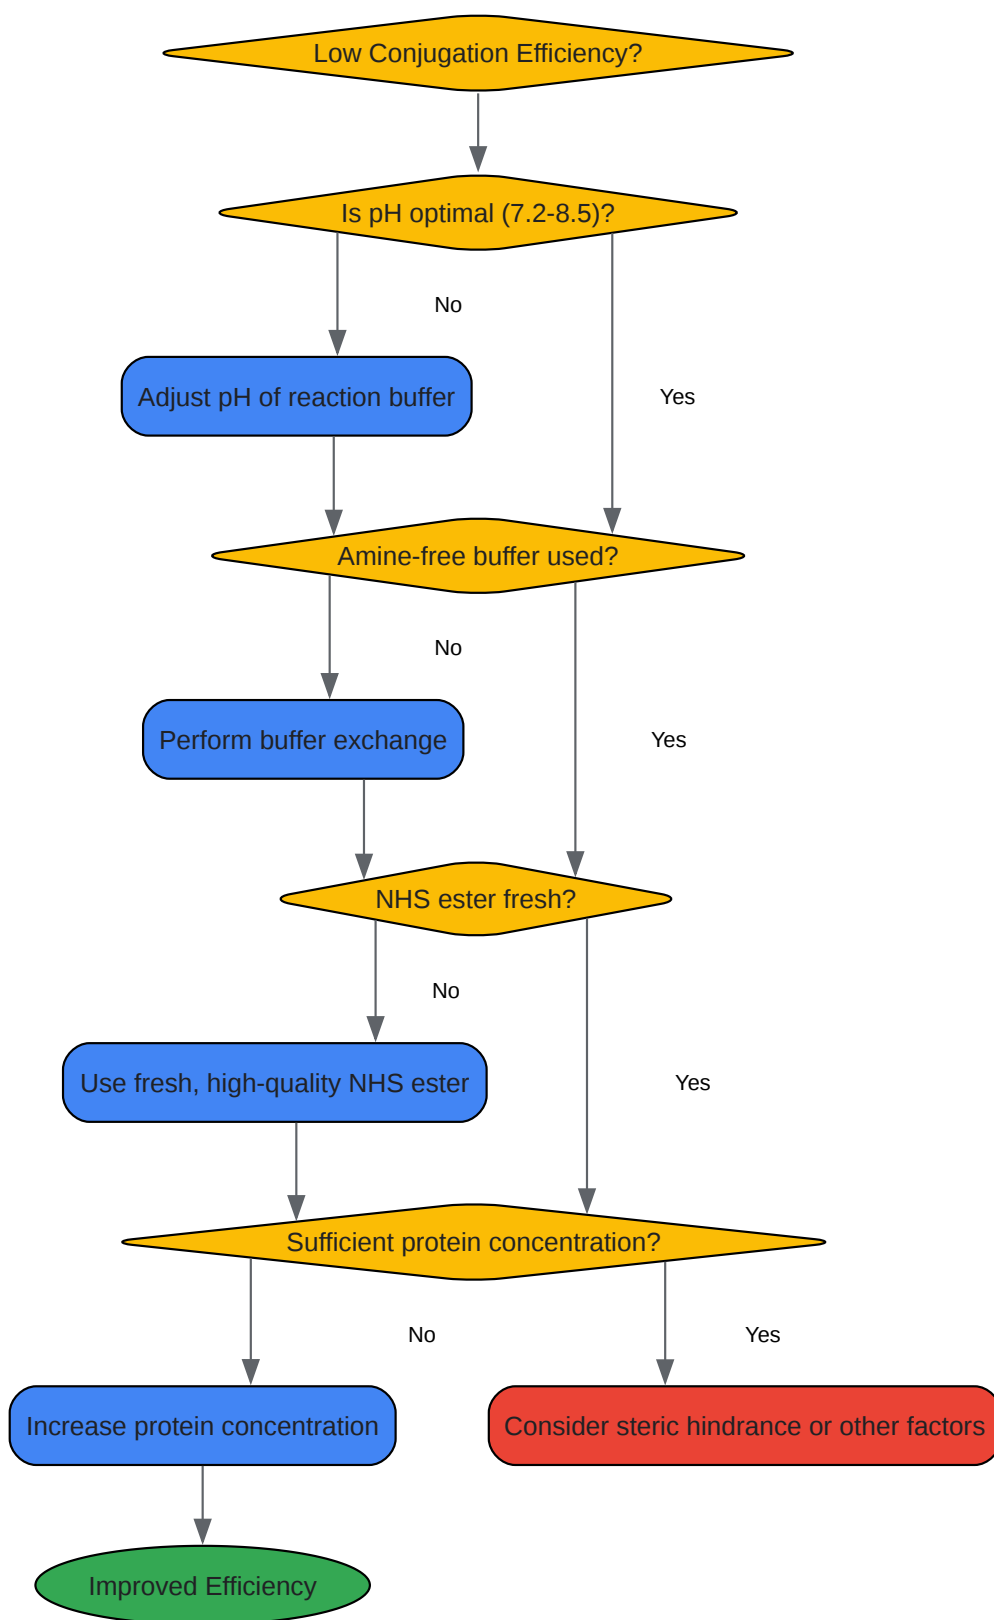 Low Conjugation Efficiency?
Is pH optimal (7.2-8.5)?
No
Adjust pH of reaction buffer
Yes
Amine-free buffer used?
No
Perform buffer exchange
Yes
NHS ester fresh?
No
Use fresh, high-quality NHS ester
Yes
Sufficient protein concentration?
No
Yes
Increase protein concentration
Consider steric hindrance or other factors
Improved Efficiency